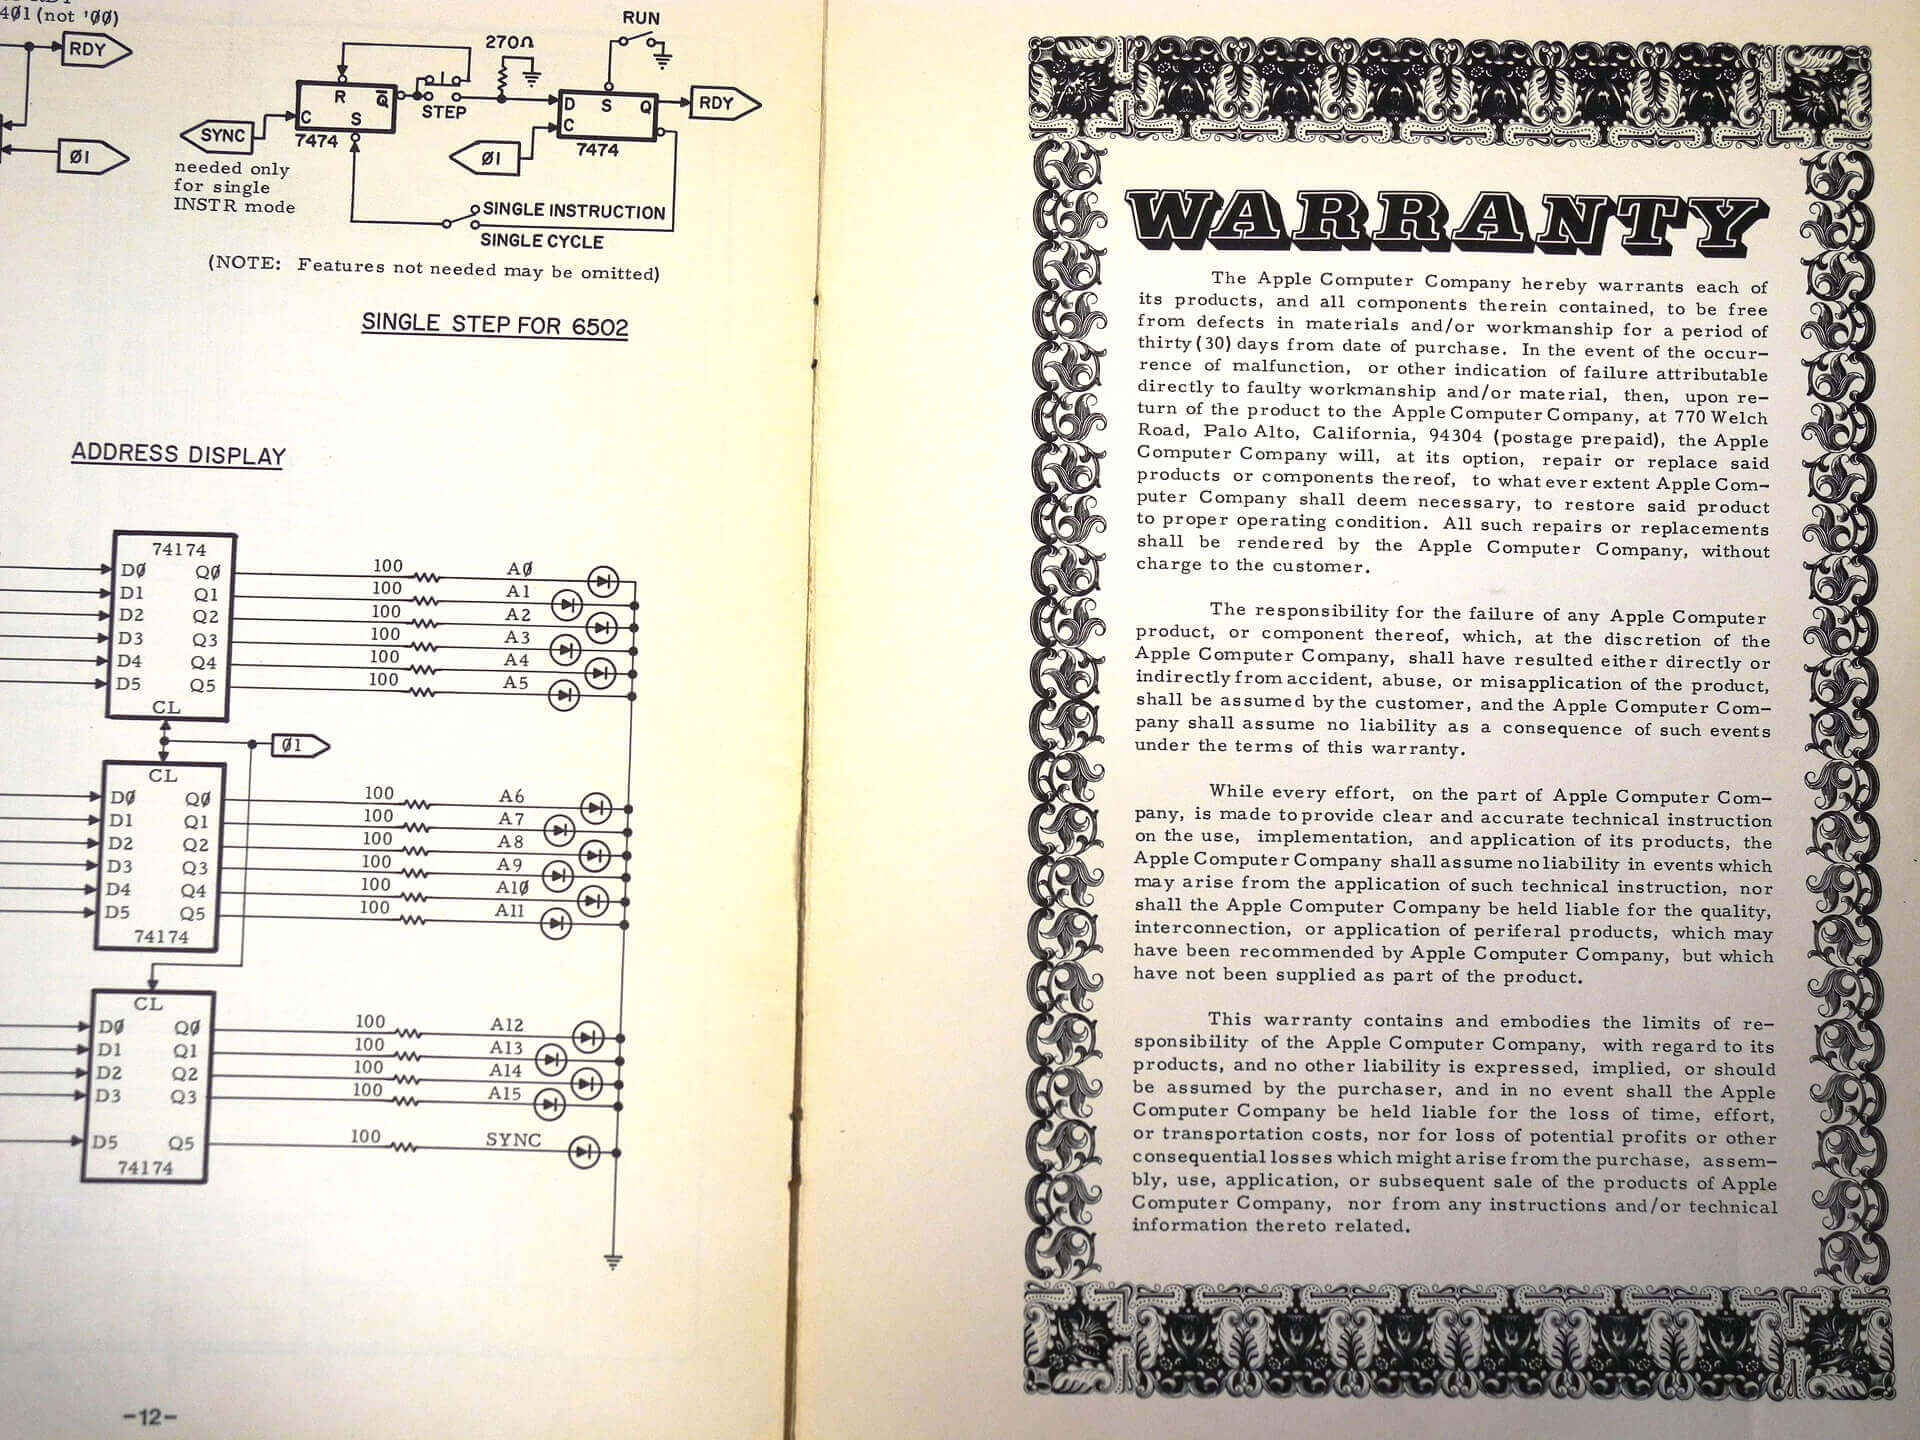 401 (not '00)
RDY
Ø1
RUN
270Ω
R
Q
C
S
7474
STEP
D
S
Q
C
7474
RDY
SYNC
Ø1
needed only
for single
INSTR mode
SINGLE INSTRUCTION
SINGLE CYCLE
(NOTE: Features not needed may be omitted)
SINGLE STEP FOR 6502
ADDRESS DISPLAY
74174
DØ QØ 100 AØ
D1 Q1 100 A1
D2 Q2 100 A2
D3 Q3 100 A3
D4 Q4 100 A4
D5 Q5 100 A5
CL
Ø1
CL
DØ QØ 100 A6
D1 Q1 100 A7
D2 Q2 100 A8
D3 Q3 100 A9
D4 Q4 100 A1Ø
D5 Q5 100 A11
74174
CL
DØ QØ 100 A12
D1 Q1 100 A13
D2 Q2 100 A14
D3 Q3 100 A15
D5 Q5 100 SYNC
74174
-12-
WARRANTY
The Apple Computer Company hereby warrants each of
its products, and all components therein contained, to be free
from defects in materials and/or workmanship for a period of
thirty (30) days from date of purchase. In the event of the occur-
rence of malfunction, or other indication of failure attributable
directly to faulty workmanship and/or material, then, upon re-
turn of the product to the Apple Computer Company, at 770 Welch
Road, Palo Alto, California, 94304 (postage prepaid), the Apple
Computer Company will, at its option, repair or replace said
products or components thereof, to what ever extent Apple Com-
puter Company shall deem necessary, to restore said product
to proper operating condition. All such repairs or replacements
shall be rendered by the Apple Computer Company, without
charge to the customer.
The responsibility for the failure of any Apple Computer
product, or component thereof, which, at the discretion of the
Apple Computer Company, shall have resulted either directly or
indirectly from accident, abuse, or misapplication of the product,
shall be assumed by the customer, and the Apple Computer Com-
pany shall assume no liability as a consequence of such events
under the terms of this warranty.
While every effort, on the part of Apple Computer Com-
pany, is made to provide clear and accurate technical instruction
on the use, implementation, and application of its products, the
Apple Computer Company shall assume no liability in events which
may arise from the application of such technical instruction, nor
shall the Apple Computer Company be held liable for the quality,
interconnection, or application of periferal products, which may
have been recommended by Apple Computer Company, but which
have not been supplied as part of the product.
This warranty contains and embodies the limits of re-
sponsibility of the Apple Computer Company, with regard to its
products, and no other liability is expressed, implied, or should
be assumed by the purchaser, and in no event shall the Apple
Computer Company be held liable for the loss of time, effort,
or transportation costs, nor for loss of potential profits or other
consequential losses which might arise from the purchase, assem-
bly, use, application, or subsequent sale of the products of Apple
Computer Company, nor from any instructions and/or technical
information thereto related.